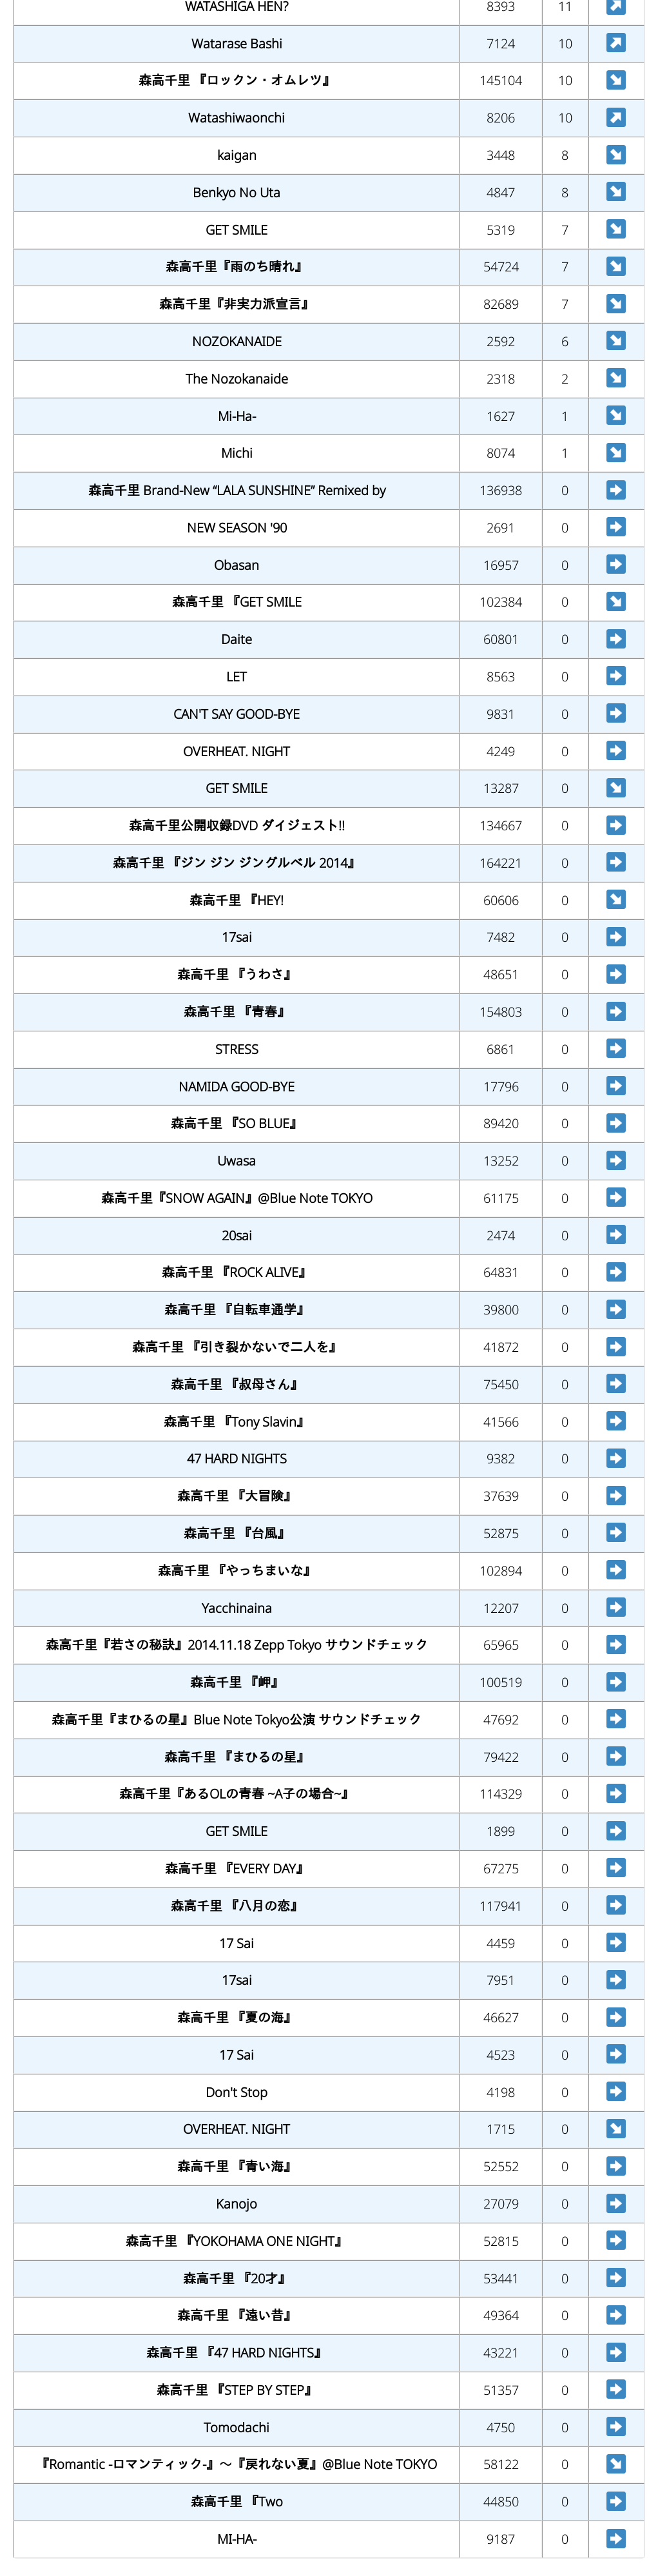 WATASHIGA HEN? 8393 11 ↗
Watarase Bashi 7124 10 ↗
森高千里 『ロックン・オムレツ』 145104 10 ↘
Watashiwaonchi 8206 10 ↗
kaigan 3448 8 ↘
Benkyo No Uta 4847 8 ↘
GET SMILE 5319 7 ↘
森高千里『雨のち晴れ』 54724 7 ↘
森高千里『非実力派宣言』 82689 7 ↘
NOZOKANAIDE 2592 6 ↘
The Nozokanaide 2318 2 ↘
Mi-Ha- 1627 1 ↘
Michi 8074 1 ↘
森高千里 Brand-New “LALA SUNSHINE” Remixed by 136938 0 ➡
NEW SEASON '90 2691 0 ➡
Obasan 16957 0 ➡
森高千里 『GET SMILE 102384 0 ↘
Daite 60801 0 ➡
LET 8563 0 ➡
CAN'T SAY GOOD-BYE 9831 0 ➡
OVERHEAT. NIGHT 4249 0 ➡
GET SMILE 13287 0 ↘
森高千里公開収録DVD ダイジェスト!! 134667 0 ➡
森高千里 『ジン ジン ジングルベル 2014』 164221 0 ➡
森高千里 『HEY! 60606 0 ↘
17sai 7482 0 ➡
森高千里 『うわさ』 48651 0 ➡
森高千里 『青春』 154803 0 ➡
STRESS 6861 0 ➡
NAMIDA GOOD-BYE 17796 0 ➡
森高千里 『SO BLUE』 89420 0 ➡
Uwasa 13252 0 ➡
森高千里『SNOW AGAIN』@Blue Note TOKYO 61175 0 ➡
20sai 2474 0 ➡
森高千里 『ROCK ALIVE』 64831 0 ➡
森高千里 『自転車通学』 39800 0 ➡
森高千里 『引き裂かないで二人を』 41872 0 ➡
森高千里 『叔母さん』 75450 0 ➡
森高千里 『Tony Slavin』 41566 0 ➡
47 HARD NIGHTS 9382 0 ➡
森高千里 『大冒険』 37639 0 ➡
森高千里 『台風』 52875 0 ➡
森高千里 『やっちまいな』 102894 0 ➡
Yacchinaina 12207 0 ➡
森高千里『若さの秘訣』2014.11.18 Zepp Tokyo サウンドチェック 65965 0 ➡
森高千里 『岬』 100519 0 ➡
森高千里『まひるの星』Blue Note Tokyo公演 サウンドチェック 47692 0 ➡
森高千里 『まひるの星』 79422 0 ➡
森高千里『あるOLの青春 ~A子の場合~』 114329 0 ➡
GET SMILE 1899 0 ➡
森高千里 『EVERY DAY』 67275 0 ➡
森高千里 『八月の恋』 117941 0 ➡
17 Sai 4459 0 ➡
17sai 7951 0 ➡
森高千里 『夏の海』 46627 0 ➡
17 Sai 4523 0 ➡
Don't Stop 4198 0 ➡
OVERHEAT. NIGHT 1715 0 ↘
森高千里 『青い海』 52552 0 ➡
Kanojo 27079 0 ➡
森高千里 『YOKOHAMA ONE NIGHT』 52815 0 ➡
森高千里 『20才』 53441 0 ➡
森高千里 『遠い昔』 49364 0 ➡
森高千里 『47 HARD NIGHTS』 43221 0 ➡
森高千里 『STEP BY STEP』 51357 0 ➡
Tomodachi 4750 0 ➡
『Romantic -ロマンティック-』～『戻れない夏』@Blue Note TOKYO 58122 0 ↘
森高千里 『Two 44850 0 ➡
MI-HA- 9187 0 ➡